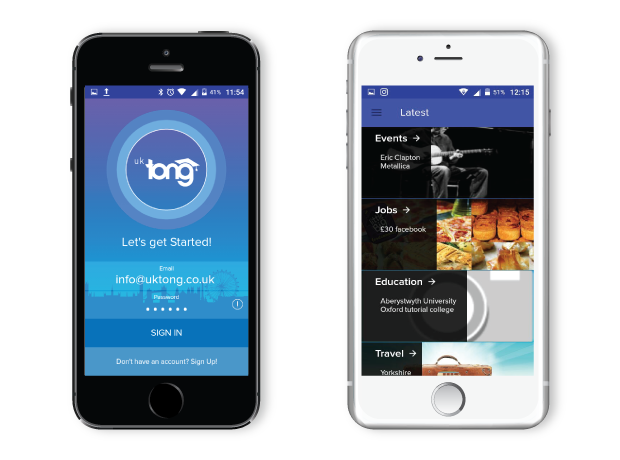 41% 11:54
uk
tong
Let's get Started!
Email
info@uktong.co.uk
Password
SIGN IN
Don't have an account? Sign Up!
51% 12:15
Latest
Events →
Eric Clapton
Metallica
Jobs →
£30 facebook
Education →
Aberystwyth University
Oxford tutorial college
Travel →
Yorkshire